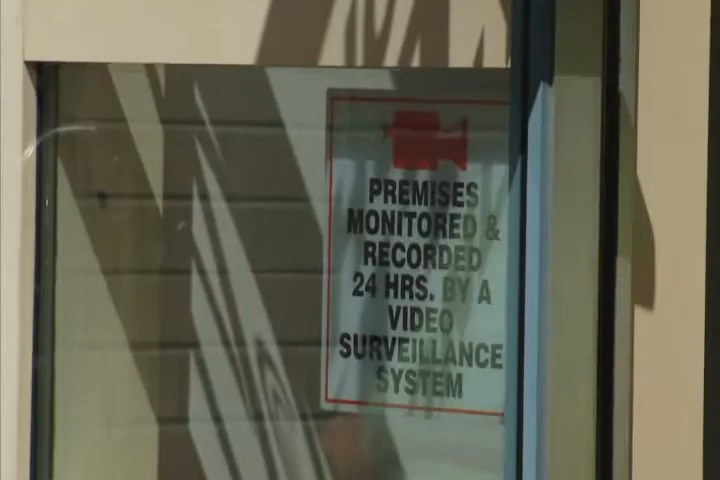 PREMISES
MONITORED &
RECORDED
24 HRS. BY A
VIDEO
SURVEILLANCE
SYSTEM